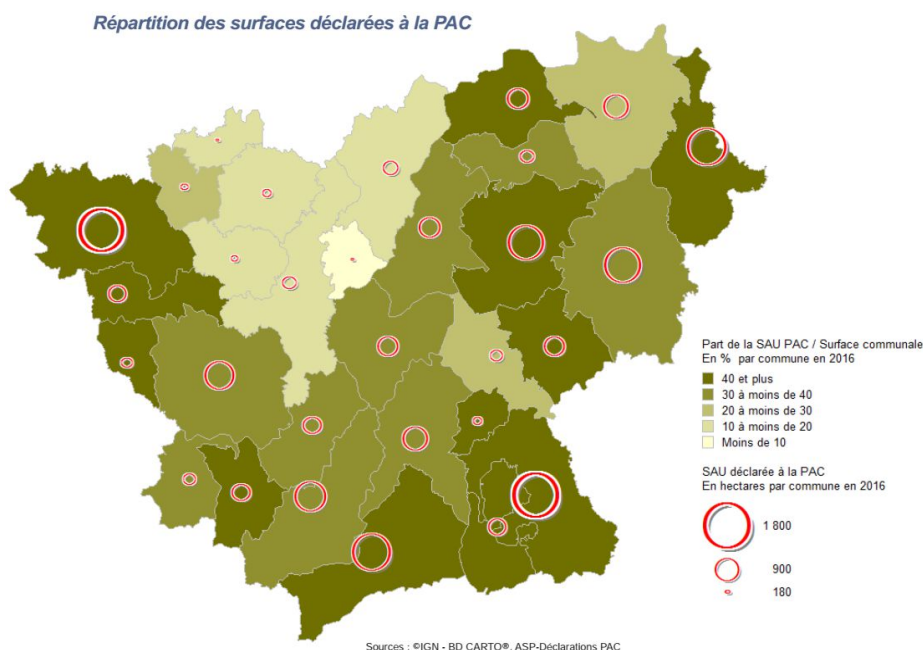 Répartition des surfaces déclarées à la PAC
Part de la SAU PAC / Surface communale
En % par commune en 2016
40 et plus
30 à moins de 40
20 à moins de 30
10 à moins de 20
Moins de 10
SAU déclarée à la PAC
En hectares par commune en 2016
1 800
900
180
Sources : ©IGN - BD CARTO®, ASP-Déclarations PAC